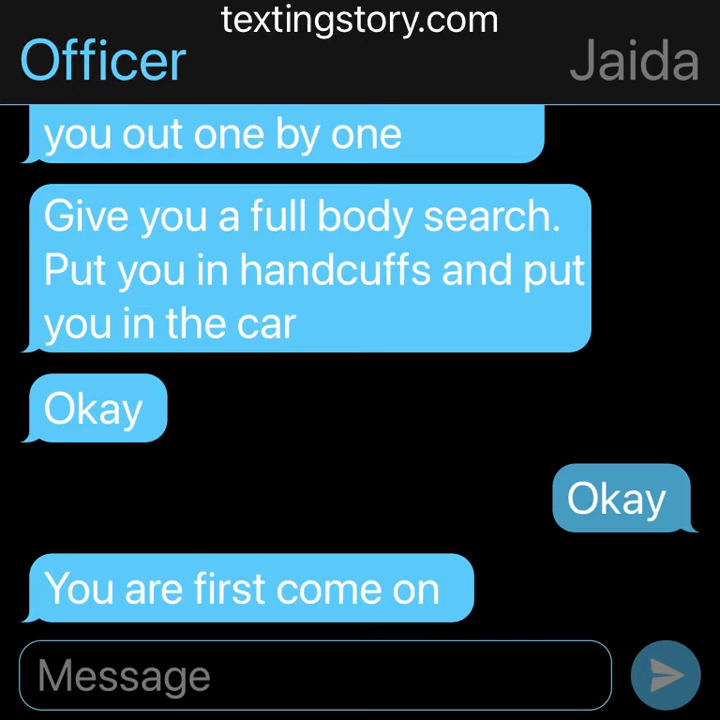 textingstory.com
Officer
Jaida
you out one by one
Give you a full body search.
Put you in handcuffs and put
you in the car
Okay
Okay
You are first come on
Message